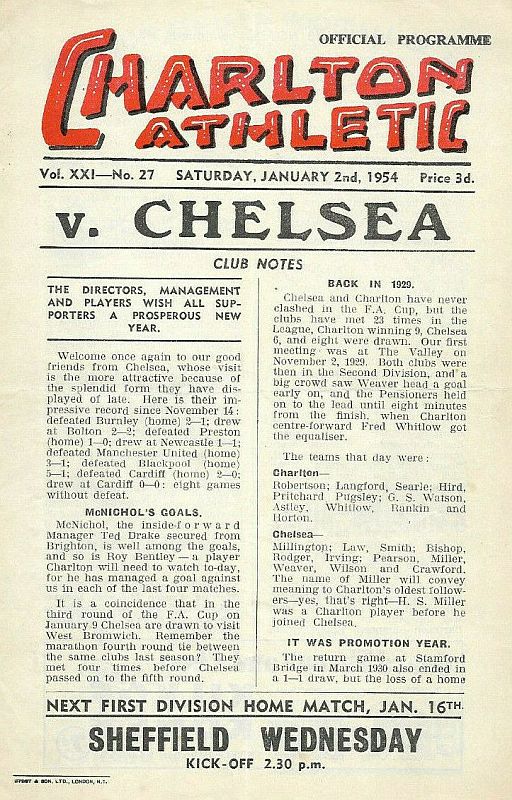 OFFICIAL PROGRAMME
CHARLTON
ATHLETIC
Vol. XXI—No. 27 SATURDAY, JANUARY 2nd, 1954 Price 3d.
v. CHELSEA
CLUB NOTES
THE DIRECTORS, MANAGEMENT
AND PLAYERS WISH ALL SUP-
PORTERS A PROSPEROUS NEW
YEAR.
Welcome once again to our good
friends from Chelsea, whose visit
is the more attractive because of
the splendid form they have dis-
played of late. Here is their im-
pressive record since November 14:
defeated Burnley (home) 2—1; drew
at Bolton 2—2; defeated Preston
(home) 1—0; drew at Newcastle 1—1;
defeated Manchester United (home)
3—1; defeated Blackpool (home)
5—1; defeated Cardiff (home) 2—0;
drew at Cardiff 0—0: eight games
without defeat.
McNICHOL'S GOALS.
McNichol, the inside-forward
Manager Ted Drake secured from
Brighton, is well among the goals,
and so is Roy Bentley—a player
Charlton will need to watch to-day,
for he has managed a goal against
us in each of the last four matches.
It is a coincidence that in the
third round of the F.A. Cup on
January 9 Chelsea are drawn to visit
West Bromwich. Remember the
marathon fourth round tie between
the same clubs last season? They
met four times before Chelsea
passed on to the fifth round.
BACK IN 1929.
Chelsea and Charlton have never
clashed in the F.A. Cup, but the
clubs have met 23 times in the
League, Charlton winning 9, Chelsea
6, and eight were drawn. Our first
meeting was at The Valley on
November 2, 1929. Both clubs were
then in the Second Division, and a
big crowd saw Weaver head a goal
early on, and the Pensioners held
on to the lead until eight minutes
from the finish, when Charlton
centre-forward Fred Whitlow got
the equaliser.
The teams that day were:
Charlton—
Robertson; Langford, Searle; Hird,
Pritchard Pugsley; G. S. Watson,
Astley, Whitlow, Rankin and
Horton.
Chelsea—
Millington; Law, Smith; Bishop,
Rodger, Irving; Pearson, Miller,
Weaver, Wilson and Crawford.
The name of Miller will convey
meaning to Charlton's oldest follow-
ers—yes, that's right—H. S. Miller
was a Charlton player before he
joined Chelsea.
IT WAS PROMOTION YEAR.
The return game at Stamford
Bridge in March 1930 also ended in
a 1—1 draw, but the loss of a home
NEXT FIRST DIVISION HOME MATCH, JAN. 16TH.
SHEFFIELD WEDNESDAY
KICK-OFF 2.30 p.m.
& SON, LTD., LONDON,